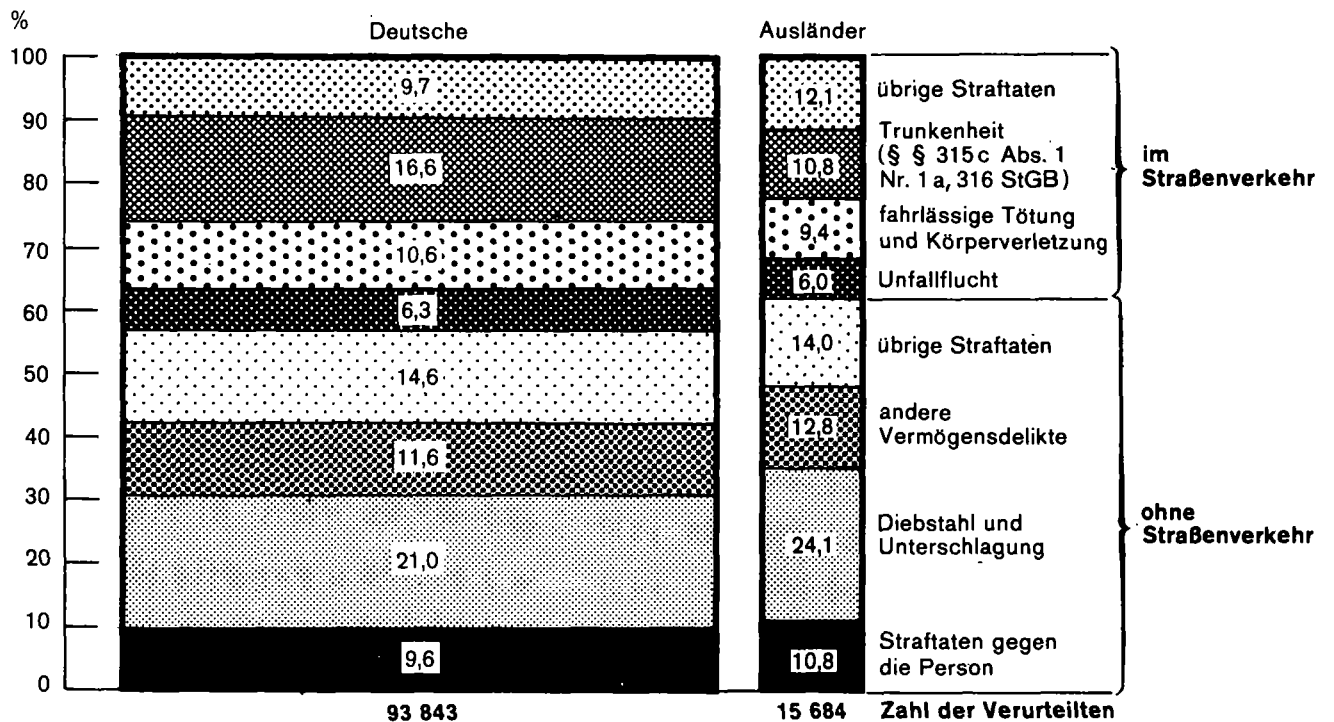 %
Deutsche
Ausländer
100
90
80
70
60
50
40
30
20
10
0
9,7
16,6
10,6
6,3
14,6
11,6
21,0
9,6
12,1
10,8
9,4
6,0
14,0
12,8
24,1
10,8
übrige Straftaten
Trunkenheit
(§ § 315c Abs. 1
Nr. 1a, 316 StGB)
fahrlässige Tötung
und Körperverletzung
Unfallflucht
im
Straßenverkehr
übrige Straftaten
andere
Vermögensdelikte
Diebstahl und
Unterschlagung
Straftaten gegen
die Person
ohne
Straßenverkehr
93 843
15 684 Zahl der Verurteilten